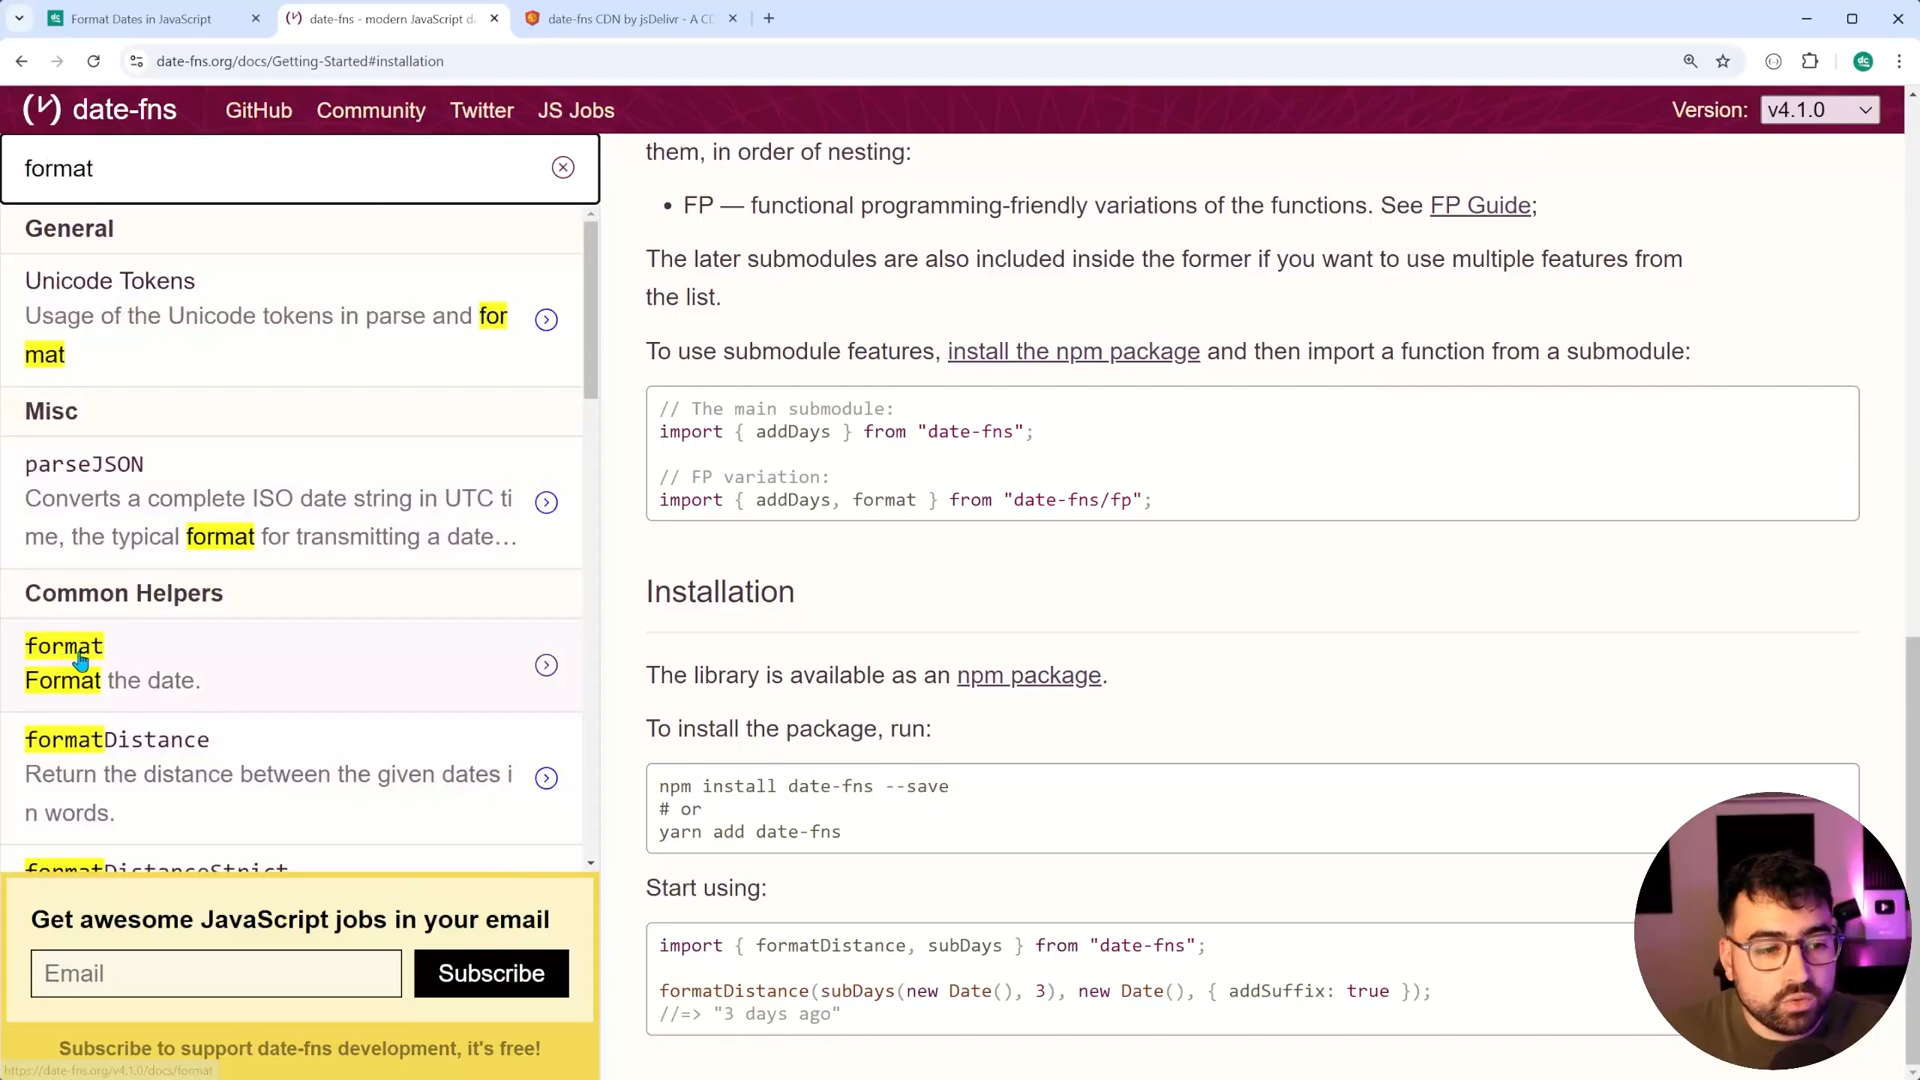 Format Dates in JavaScript
date-fns - modern JavaScript d
date-fns CDN by jsDelivr - A CD
date-fns.org/docs/Getting-Started#installation
date-fns
GitHub
Community
Twitter
JS Jobs
Version:
v4.1.0
format
General
Unicode Tokens
Usage of the Unicode tokens in parse and for
mat
Misc
parseJSON
Converts a complete ISO date string in UTC ti
me, the typical format for transmitting a date…
Common Helpers
format
Format the date.
formatDistance
Return the distance between the given dates i
n words.
formatDistanceStrict
Get awesome JavaScript jobs in your email
Email
Subscribe
Subscribe to support date-fns development, it's free!
https://date-fns.org/v4.1.0/docs/format
them, in order of nesting:
• FP — functional programming-friendly variations of the functions. See FP Guide;
The later submodules are also included inside the former if you want to use multiple features from
the list.
To use submodule features, install the npm package and then import a function from a submodule:
// The main submodule:
import { addDays } from "date-fns";
// FP variation:
import { addDays, format } from "date-fns/fp";
Installation
The library is available as an npm package.
To install the package, run:
npm install date-fns --save
# or
yarn add date-fns
Start using:
import { formatDistance, subDays } from "date-fns";
formatDistance(subDays(new Date(), 3), new Date(), { addSuffix: true });
//=> "3 days ago"